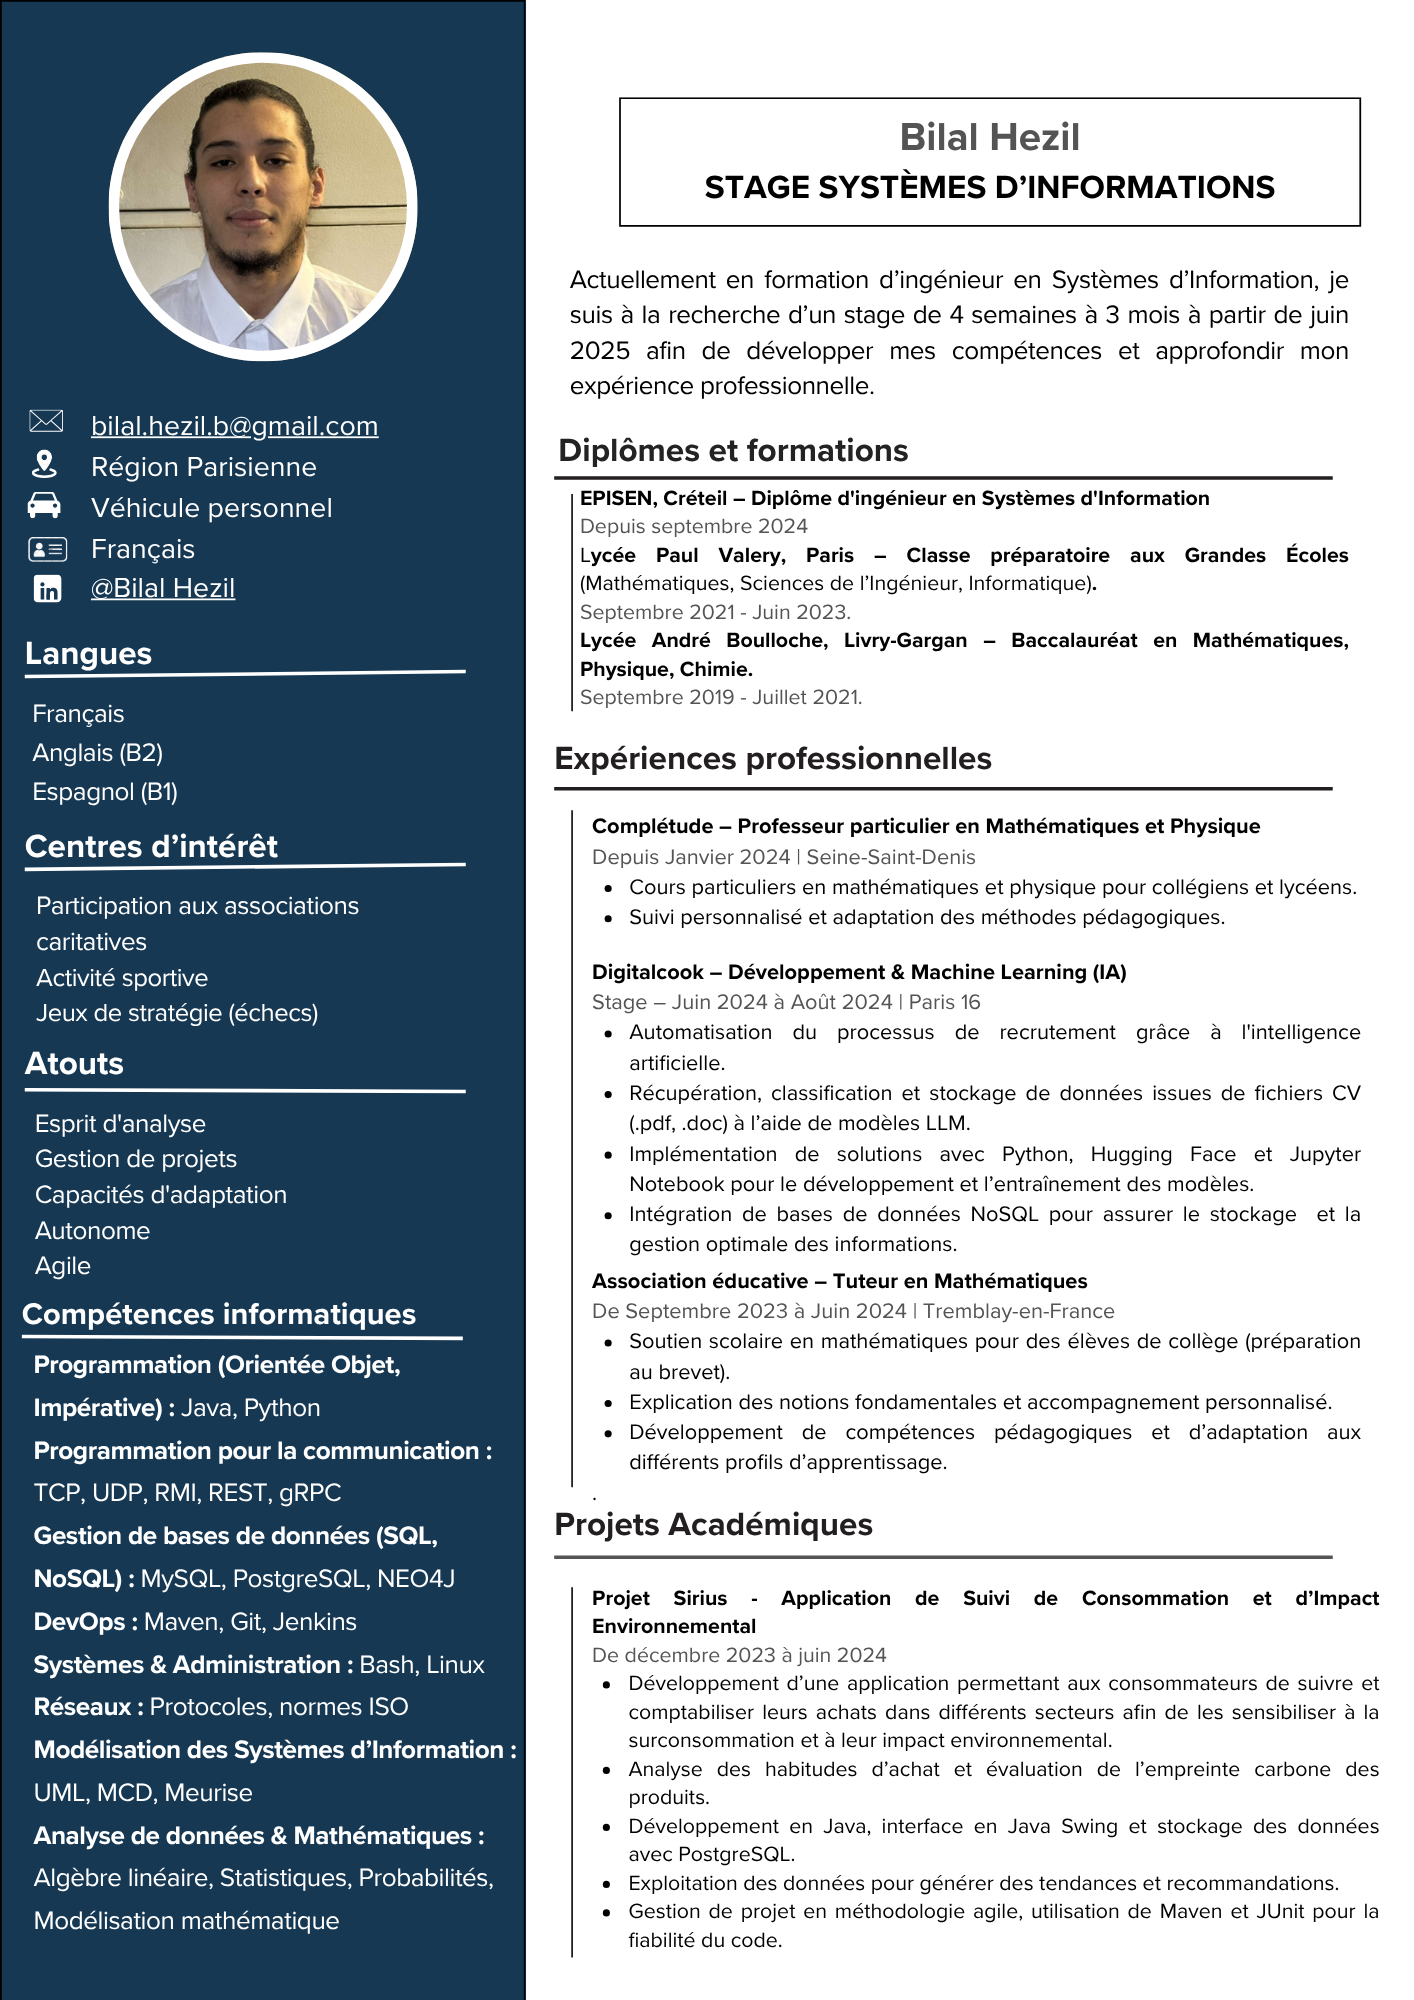 bilal.hezil.b@gmail.com
Région Parisienne
Véhicule personnel
Français
@Bilal Hezil
Langues
Français
Anglais (B2)
Espagnol (B1)
Centres d’intérêt
Participation aux associations
caritatives
Activité sportive
Jeux de stratégie (échecs)
Atouts
Esprit d'analyse
Gestion de projets
Capacités d'adaptation
Autonome
Agile
Compétences informatiques
Programmation (Orientée Objet,
Impérative) : Java, Python
Programmation pour la communication :
TCP, UDP, RMI, REST, gRPC
Gestion de bases de données (SQL,
NoSQL) : MySQL, PostgreSQL, NEO4J
DevOps : Maven, Git, Jenkins
Systèmes & Administration : Bash, Linux
Réseaux : Protocoles, normes ISO
Modélisation des Systèmes d’Information :
UML, MCD, Meurise
Analyse de données & Mathématiques :
Algèbre linéaire, Statistiques, Probabilités,
Modélisation mathématique
Bilal Hezil
STAGE SYSTÈMES D’INFORMATIONS
Actuellement en formation d’ingénieur en Systèmes d’Information, je
suis à la recherche d’un stage de 4 semaines à 3 mois à partir de juin
2025 afin de développer mes compétences et approfondir mon
expérience professionnelle.
Diplômes et formations
EPISEN, Créteil – Diplôme d'ingénieur en Systèmes d'Information
Depuis septembre 2024
Lycée Paul Valery, Paris – Classe préparatoire aux Grandes Écoles
(Mathématiques, Sciences de l’Ingénieur, Informatique).
Septembre 2021 - Juin 2023.
Lycée André Boulloche, Livry-Gargan – Baccalauréat en Mathématiques,
Physique, Chimie.
Septembre 2019 - Juillet 2021.
Expériences professionnelles
Complétude – Professeur particulier en Mathématiques et Physique
Depuis Janvier 2024 | Seine-Saint-Denis
• Cours particuliers en mathématiques et physique pour collégiens et lycéens.
• Suivi personnalisé et adaptation des méthodes pédagogiques.
Digitalcook – Développement & Machine Learning (IA)
Stage – Juin 2024 à Août 2024 | Paris 16
• Automatisation du processus de recrutement grâce à l'intelligence
artificielle.
• Récupération, classification et stockage de données issues de fichiers CV
(.pdf, .doc) à l’aide de modèles LLM.
• Implémentation de solutions avec Python, Hugging Face et Jupyter
Notebook pour le développement et l’entraînement des modèles.
• Intégration de bases de données NoSQL pour assurer le stockage et la
gestion optimale des informations.
Association éducative – Tuteur en Mathématiques
De Septembre 2023 à Juin 2024 | Tremblay-en-France
• Soutien scolaire en mathématiques pour des élèves de collège (préparation
au brevet).
• Explication des notions fondamentales et accompagnement personnalisé.
• Développement de compétences pédagogiques et d’adaptation aux
différents profils d’apprentissage.
.
Projets Académiques
Projet Sirius - Application de Suivi de Consommation et d’Impact
Environnemental
De décembre 2023 à juin 2024
• Développement d’une application permettant aux consommateurs de suivre et
comptabiliser leurs achats dans différents secteurs afin de les sensibiliser à la
surconsommation et à leur impact environnemental.
• Analyse des habitudes d’achat et évaluation de l’empreinte carbone des
produits.
• Développement en Java, interface en Java Swing et stockage des données
avec PostgreSQL.
• Exploitation des données pour générer des tendances et recommandations.
• Gestion de projet en méthodologie agile, utilisation de Maven et JUnit pour la
fiabilité du code.